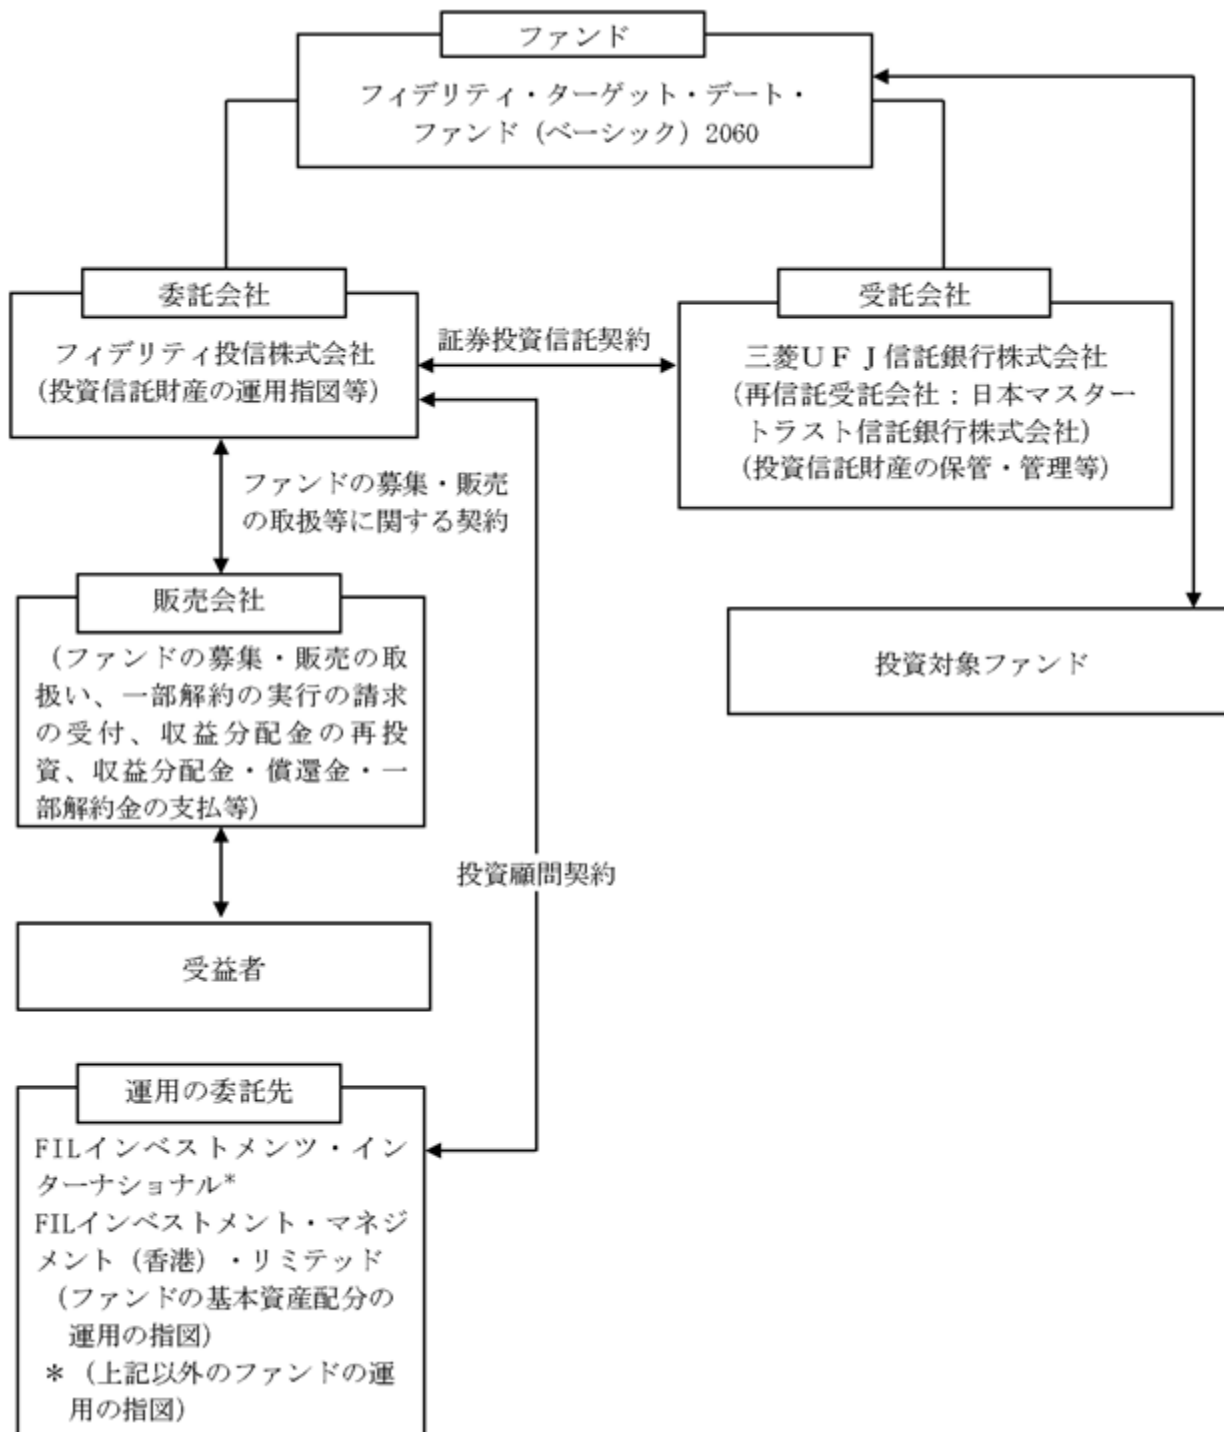 ファンド
フィデリティ・ターゲット・デート・
ファンド（ベーシック）2060
委託会社
フィデリティ投信株式会社
（投資信託財産の運用指図等）
証券投資信託契約
受託会社
三菱ＵＦＪ信託銀行株式会社
（再信託受託会社：日本マスター
トラスト信託銀行株式会社）
（投資信託財産の保管・管理等）
ファンドの募集・販売
の取扱等に関する契約
販売会社
（ファンドの募集・販売の取
扱い、一部解約の実行の請求
の受付、収益分配金の再投
資、収益分配金・償還金・一
部解約金の支払等）
投資対象ファンド
投資顧問契約
受益者
運用の委託先
FILインベストメンツ・イン
ターナショナル*
FILインベストメント・マネジ
メント（香港）・リミテッド
（ファンドの基本資産配分の
運用の指図）
＊（上記以外のファンドの運
用の指図）